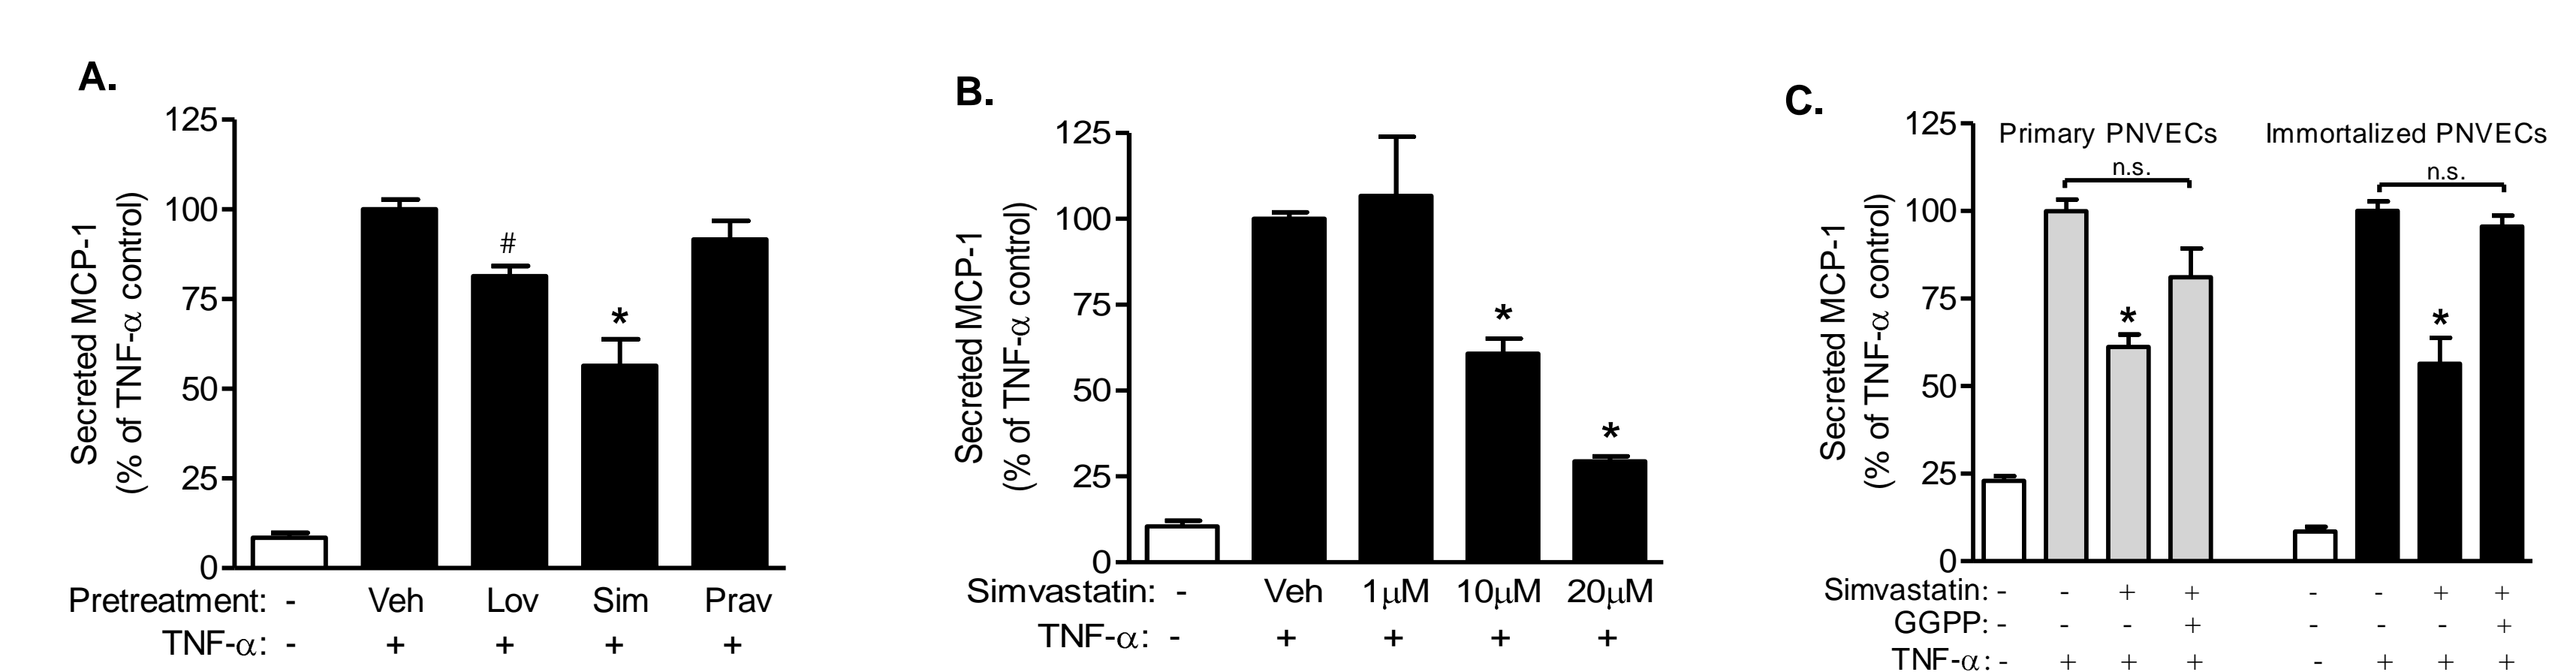 A.
Secreted MCP-1
(% of TNF-α control)
125
100
75
50
25
0
#
*
Pretreatment: - Veh Lov Sim Prav
TNF-α: - + + + +
B.
Secreted MCP-1
(% of TNF-α control)
125
100
75
50
25
0
*
*
Simvastatin: - Veh 1μM 10μM 20μM
TNF-α: - + + + +
C.
Secreted MCP-1
(% of TNF-α control)
125
100
75
50
25
0
Primary PNVECs Immortalized PNVECs
n.s. n.s.
* *
Simvastatin: - - + + - - + +
GGPP: - - - + - - - +
TNF-α: - + + + - + + +